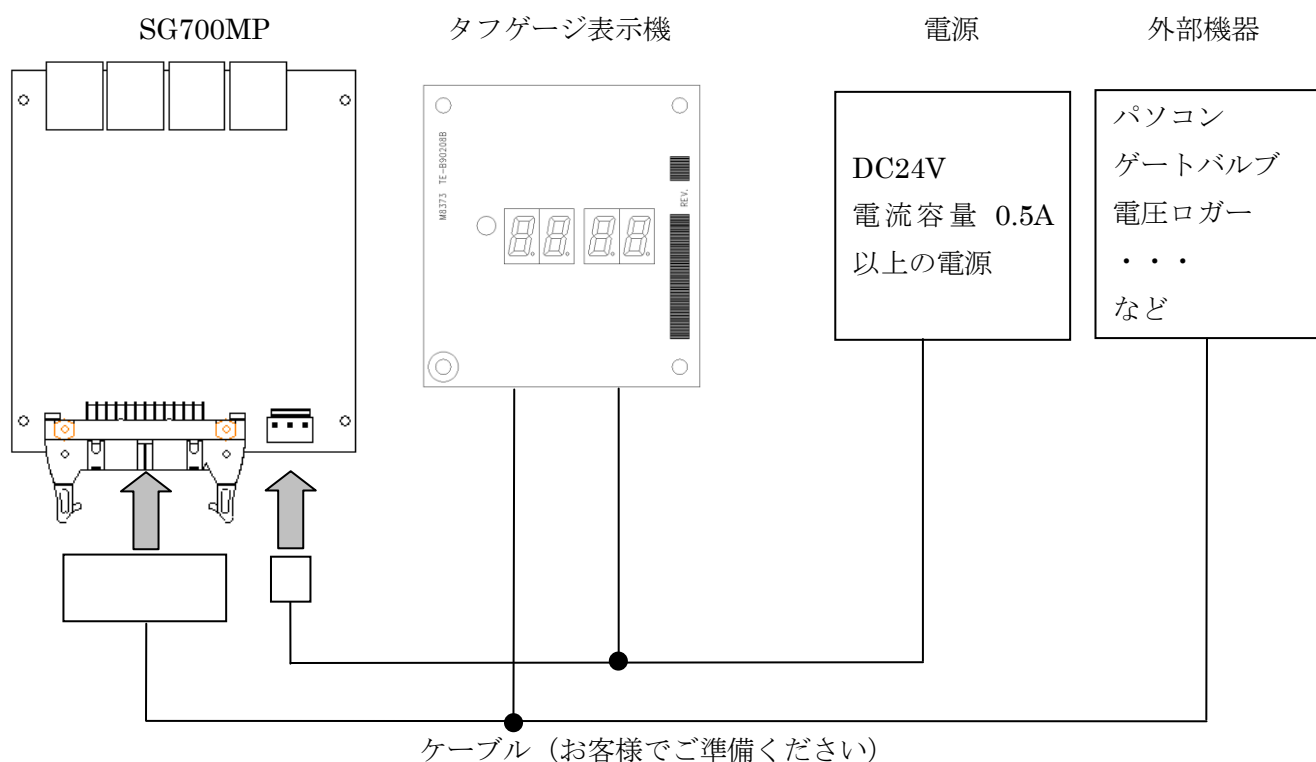 SG700MP
タフゲージ表示機
電源
外部機器
M8373 TE-B90208B
REV.
DC24V
電流容量 0.5A
以上の電源
パソコン
ゲートバルブ
電圧ロガー
・・・
など
ケーブル（お客様でご準備ください）